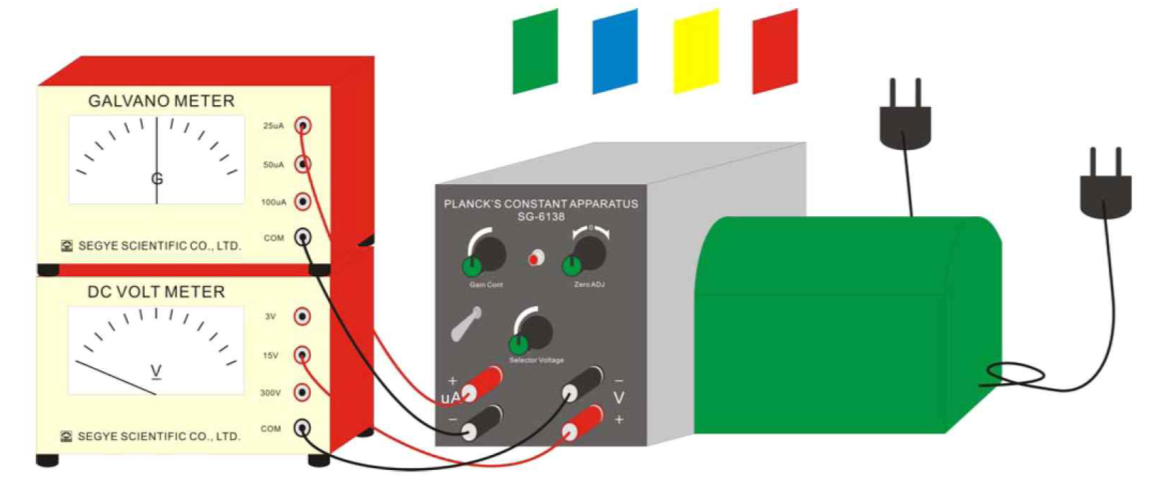 GALVANO METER
25uA
50uA
G
100uA
COM
SEGYE SCIENTIFIC CO., LTD.
DC VOLT METER
3V
15V
V
300V
COM
SEGYE SCIENTIFIC CO., LTD.
PLANCK'S CONSTANT APPARATUS
SG-6138
0
Gain Cont
Zero ADJ
Selector Voltage
+
uA
−
−
V
+